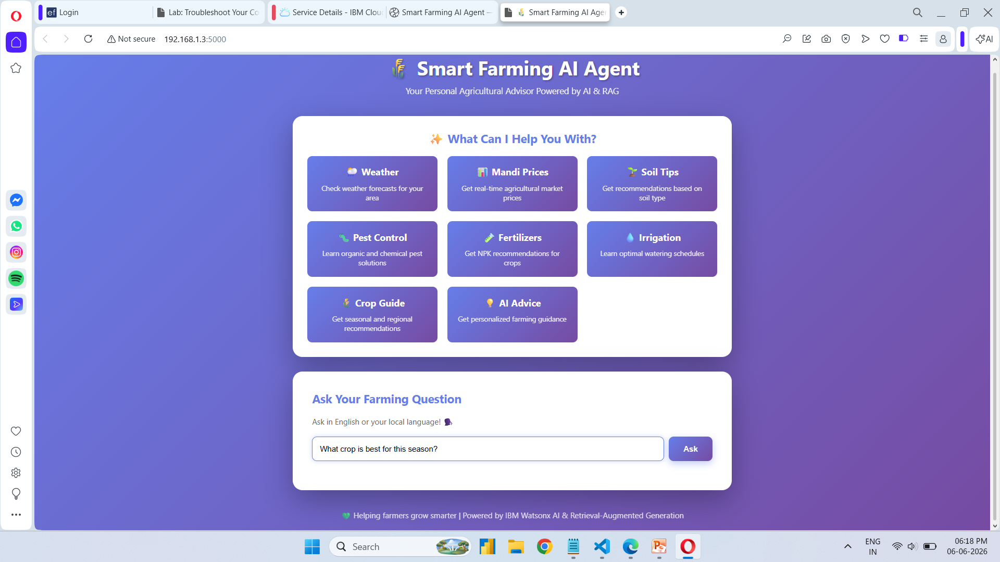 Login
Lab: Troubleshoot Your Co
Service Details - IBM Clou
Smart Farming AI Agent —
Smart Farming AI Age
Not secure
192.168.1.3:5000
AI
Smart Farming AI Agent
Your Personal Agricultural Advisor Powered by AI & RAG
What Can I Help You With?
Weather
Check weather forecasts for your
area
Mandi Prices
Get real-time agricultural market
prices
Soil Tips
Get recommendations based on
soil type
Pest Control
Learn organic and chemical pest
solutions
Fertilizers
Get NPK recommendations for
crops
Irrigation
Learn optimal watering schedules
Crop Guide
Get seasonal and regional
recommendations
AI Advice
Get personalized farming guidance
Ask Your Farming Question
Ask in English or your local language!
What crop is best for this season?
Ask
Helping farmers grow smarter | Powered by IBM Watsonx AI & Retrieval-Augmented Generation
Search
ENG
IN
06:18 PM
06-06-2026